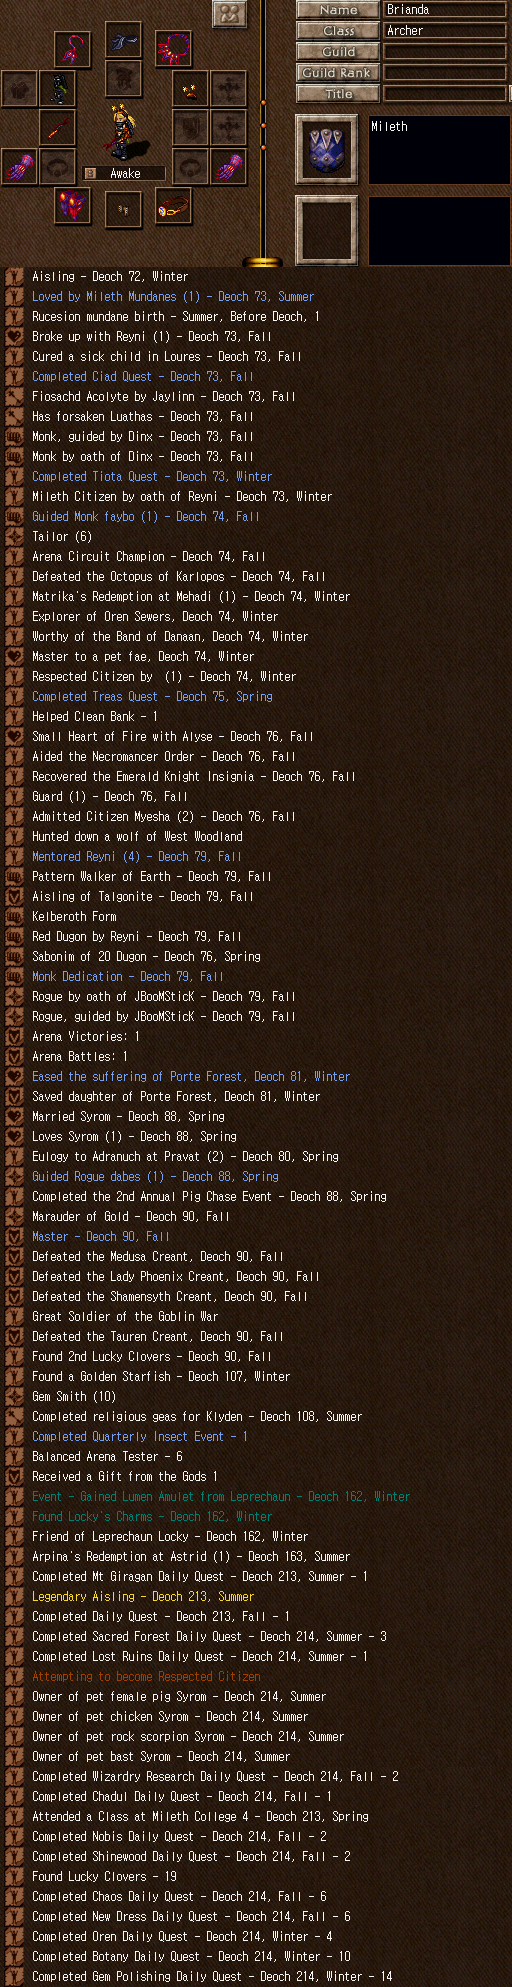 Name Brianda
Class Archer
Guild
Guild Rank
Title
Mileth
Awake
Aisling - Deoch 72, Winter
Loved by Mileth Mundanes (1) - Deoch 73, Summer
Rucesion mundane birth - Summer, Before Deoch, 1
Broke up with Reyni (1) - Deoch 73, Fall
Cured a sick child in Loures - Deoch 73, Fall
Completed Ciad Quest - Deoch 73, Fall
Fiosachd Acolyte by Jaylinn - Deoch 73, Fall
Has forsaken Luathas - Deoch 73, Fall
Monk, guided by Dinx - Deoch 73, Fall
Monk by oath of Dinx - Deoch 73, Fall
Completed Tiota Quest - Deoch 73, Winter
Mileth Citizen by oath of Reyni - Deoch 73, Winter
Guided Monk faybo (1) - Deoch 74, Fall
Tailor (6)
Arena Circuit Champion - Deoch 74, Fall
Defeated the Octopus of Karlopos - Deoch 74, Fall
Matrika's Redemption at Mehadi (1) - Deoch 74, Winter
Explorer of Oren Sewers, Deoch 74, Winter
Worthy of the Band of Danaan, Deoch 74, Winter
Master to a pet fae, Deoch 74, Winter
Respected Citizen by  (1) - Deoch 74, Winter
Completed Treas Quest - Deoch 75, Spring
Helped Clean Bank - 1
Small Heart of Fire with Alyse - Deoch 76, Fall
Aided the Necromancer Order - Deoch 76, Fall
Recovered the Emerald Knight Insignia - Deoch 76, Fall
Guard (1) - Deoch 76, Fall
Admitted Citizen Myesha (2) - Deoch 76, Fall
Hunted down a wolf of West Woodland
Mentored Reyni (4) - Deoch 79, Fall
Pattern Walker of Earth - Deoch 79, Fall
Aisling of Talgonite - Deoch 79, Fall
Kelberoth Form
Red Dugon by Reyni - Deoch 79, Fall
Sabonim of 20 Dugon - Deoch 76, Spring
Monk Dedication - Deoch 79, Fall
Rogue by oath of JBooMSticK - Deoch 79, Fall
Rogue, guided by JBooMSticK - Deoch 79, Fall
Arena Victories: 1
Arena Battles: 1
Eased the suffering of Porte Forest, Deoch 81, Winter
Saved daughter of Porte Forest, Deoch 81, Winter
Married Syrom - Deoch 88, Spring
Loves Syrom (1) - Deoch 88, Spring
Eulogy to Adranuch at Pravat (2) - Deoch 80, Spring
Guided Rogue dabes (1) - Deoch 88, Spring
Completed the 2nd Annual Pig Chase Event - Deoch 88, Spring
Marauder of Gold - Deoch 90, Fall
Master - Deoch 90, Fall
Defeated the Medusa Creant, Deoch 90, Fall
Defeated the Lady Phoenix Creant, Deoch 90, Fall
Defeated the Shamensyth Creant, Deoch 90, Fall
Great Soldier of the Goblin War
Defeated the Tauren Creant, Deoch 90, Fall
Found 2nd Lucky Clovers - Deoch 90, Fall
Found a Golden Starfish - Deoch 107, Winter
Gem Smith (10)
Completed religious geas for Klyden - Deoch 108, Summer
Completed Quarterly Insect Event - 1
Balanced Arena Tester - 6
Received a Gift from the Gods 1
Event - Gained Lumen Amulet from Leprechaun - Deoch 162, Winter
Found Locky's Charms - Deoch 162, Winter
Friend of Leprechaun Locky - Deoch 162, Winter
Arpina's Redemption at Astrid (1) - Deoch 163, Summer
Completed Mt Giragan Daily Quest - Deoch 213, Summer - 1
Legendary Aisling - Deoch 213, Summer
Completed Daily Quest - Deoch 213, Fall - 1
Completed Sacred Forest Daily Quest - Deoch 214, Summer - 3
Completed Lost Ruins Daily Quest - Deoch 214, Summer - 1
Attempting to become Respected Citizen
Owner of pet female pig Syrom - Deoch 214, Summer
Owner of pet chicken Syrom - Deoch 214, Summer
Owner of pet rock scorpion Syrom - Deoch 214, Summer
Owner of pet bast Syrom - Deoch 214, Summer
Completed Wizardry Research Daily Quest - Deoch 214, Fall - 2
Completed Chadul Daily Quest - Deoch 214, Fall - 1
Attended a Class at Mileth College 4 - Deoch 213, Spring
Completed Nobis Daily Quest - Deoch 214, Fall - 2
Completed Shinewood Daily Quest - Deoch 214, Fall - 2
Found Lucky Clovers - 19
Completed Chaos Daily Quest - Deoch 214, Fall - 6
Completed New Dress Daily Quest - Deoch 214, Fall - 6
Completed Oren Daily Quest - Deoch 214, Winter - 4
Completed Botany Daily Quest - Deoch 214, Winter - 10
Completed Gem Polishing Daily Quest - Deoch 214, Winter - 14